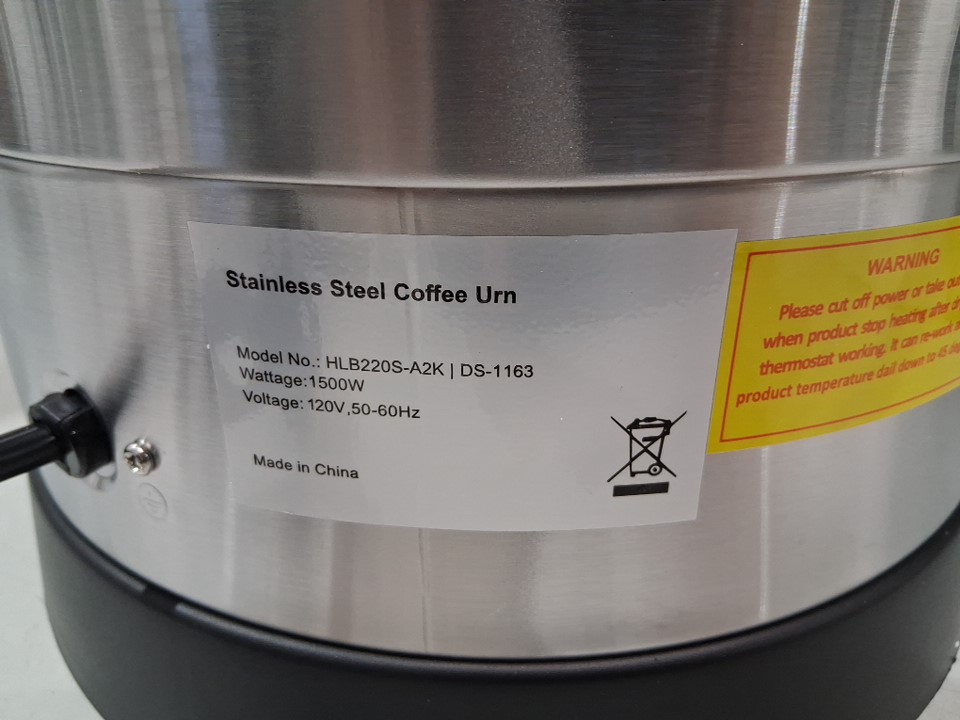 Stainless Steel Coffee Urn
Model No.: HLB220S-A2K | DS-1163
Wattage:1500W
Voltage: 120V,50-60Hz
Made in China
WARNING
Please cut off power or take
when product stop heating after
thermostat working. It can re-work
product temperature dail down to 45